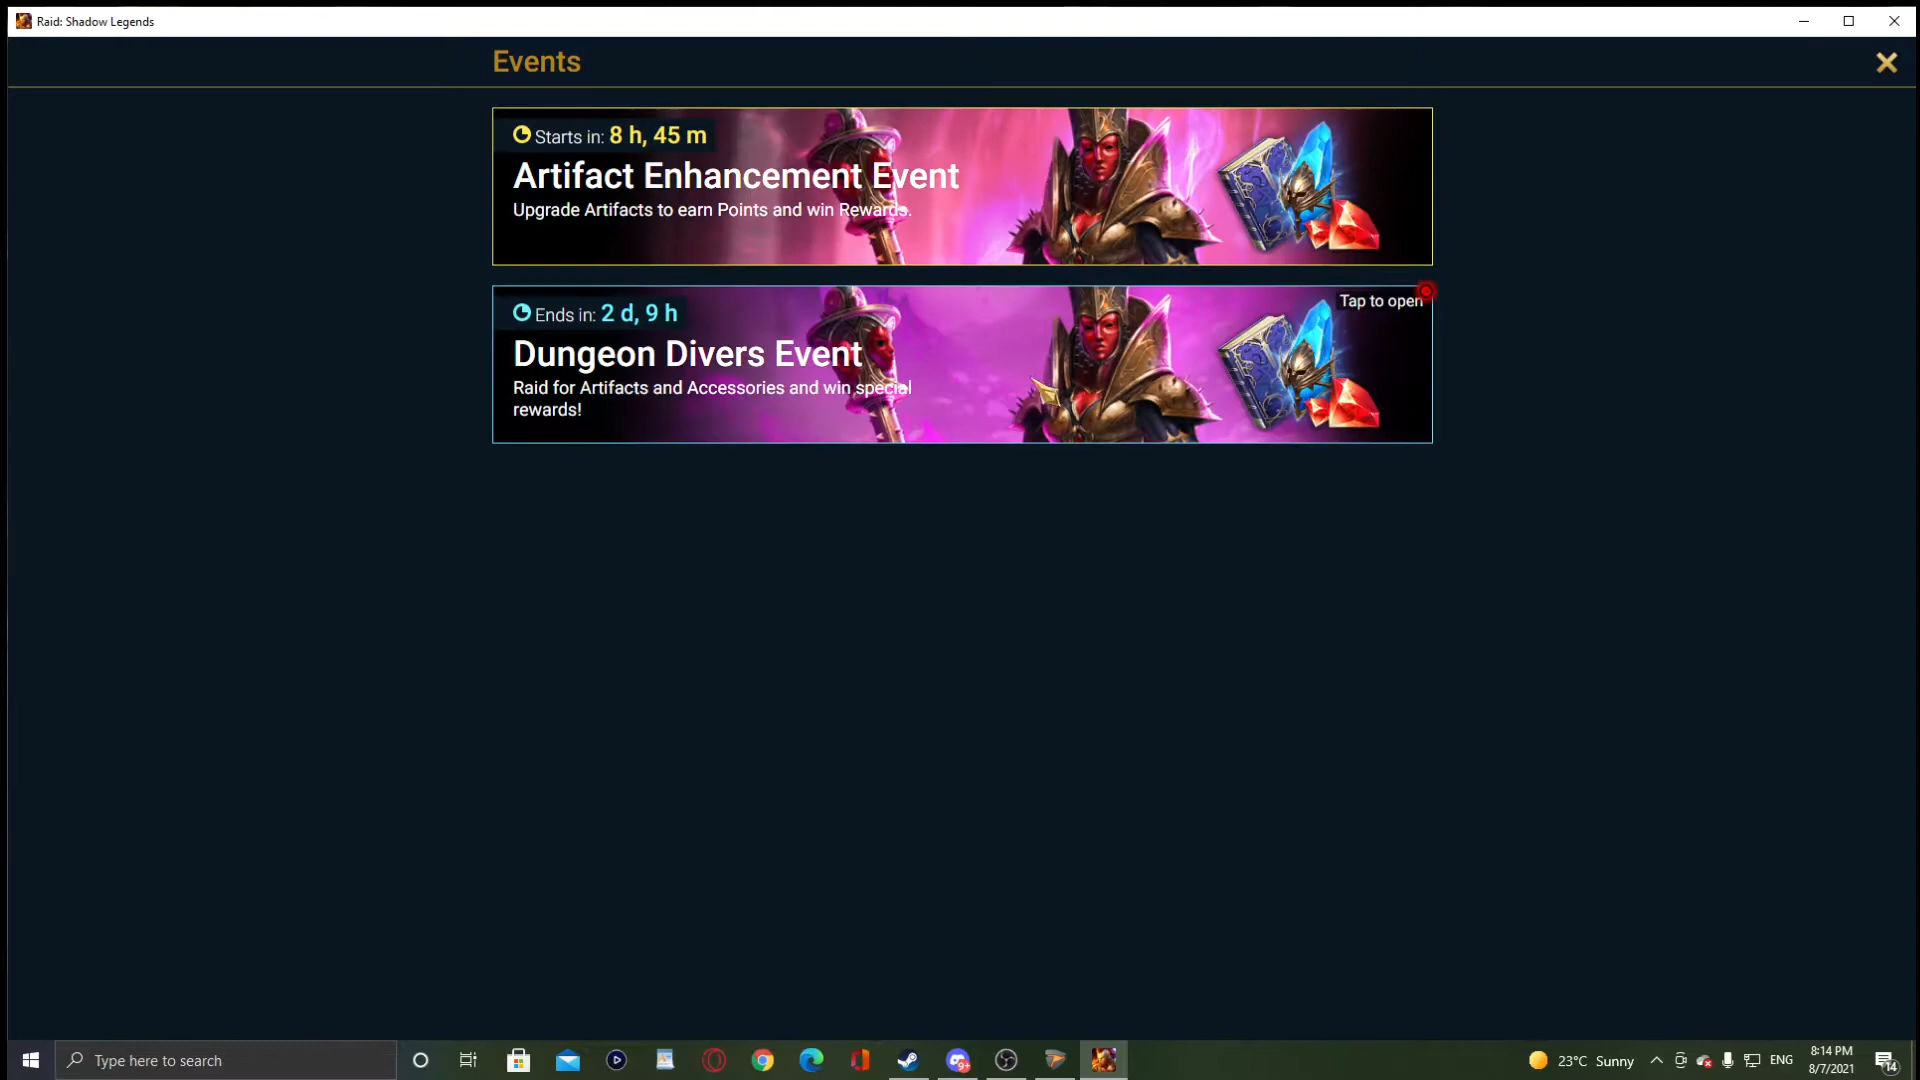 Raid: Shadow Legends
Events
Starts in: 8 h, 45 m
Artifact Enhancement Event
Upgrade Artifacts to earn Points and win Rewards.
Tap to open
Ends in: 2 d, 9 h
Dungeon Divers Event
Raid for Artifacts and Accessories and win special
rewards!
Type here to search
9+
23°C Sunny
ENG
8:14 PM
8/7/2021
14